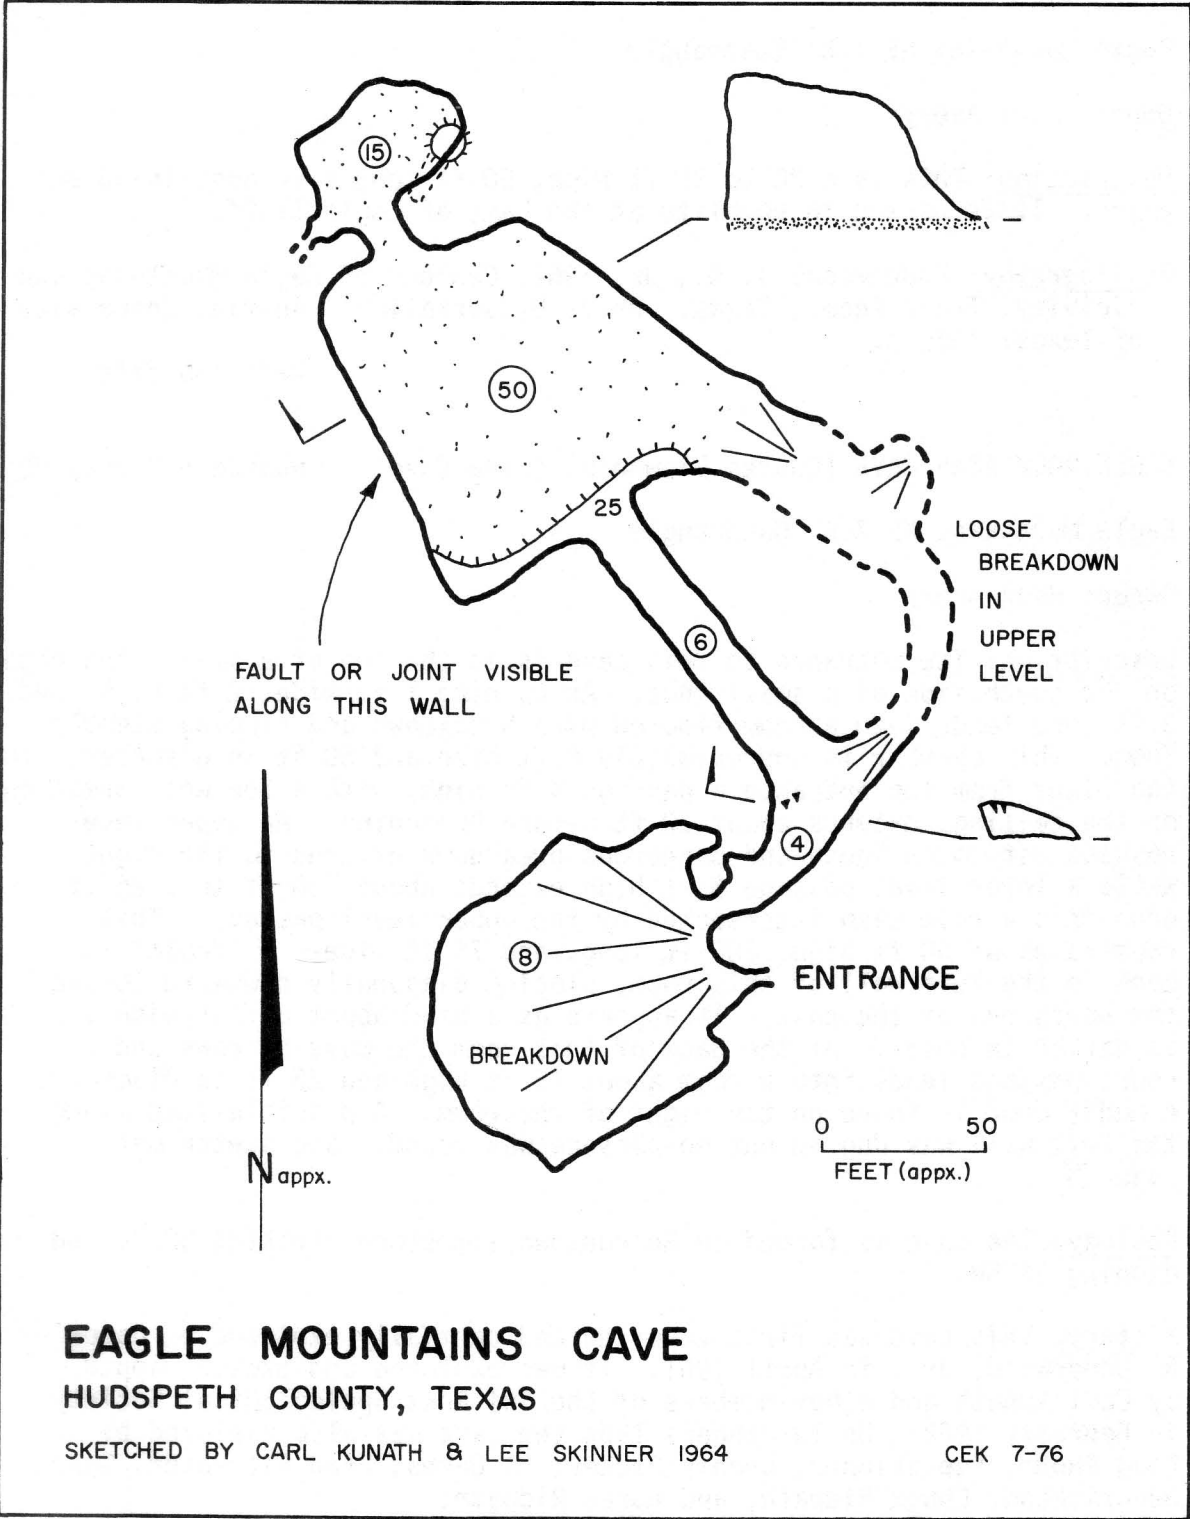 15
50
25
LOOSE
BREAKDOWN
IN
UPPER
LEVEL
6
FAULT OR JOINT VISIBLE
ALONG THIS WALL
4
8
ENTRANCE
BREAKDOWN
0 50
FEET (appx.)
N appx.
EAGLE MOUNTAINS CAVE
HUDSPETH COUNTY, TEXAS
SKETCHED BY CARL KUNATH & LEE SKINNER 1964
CEK 7-76